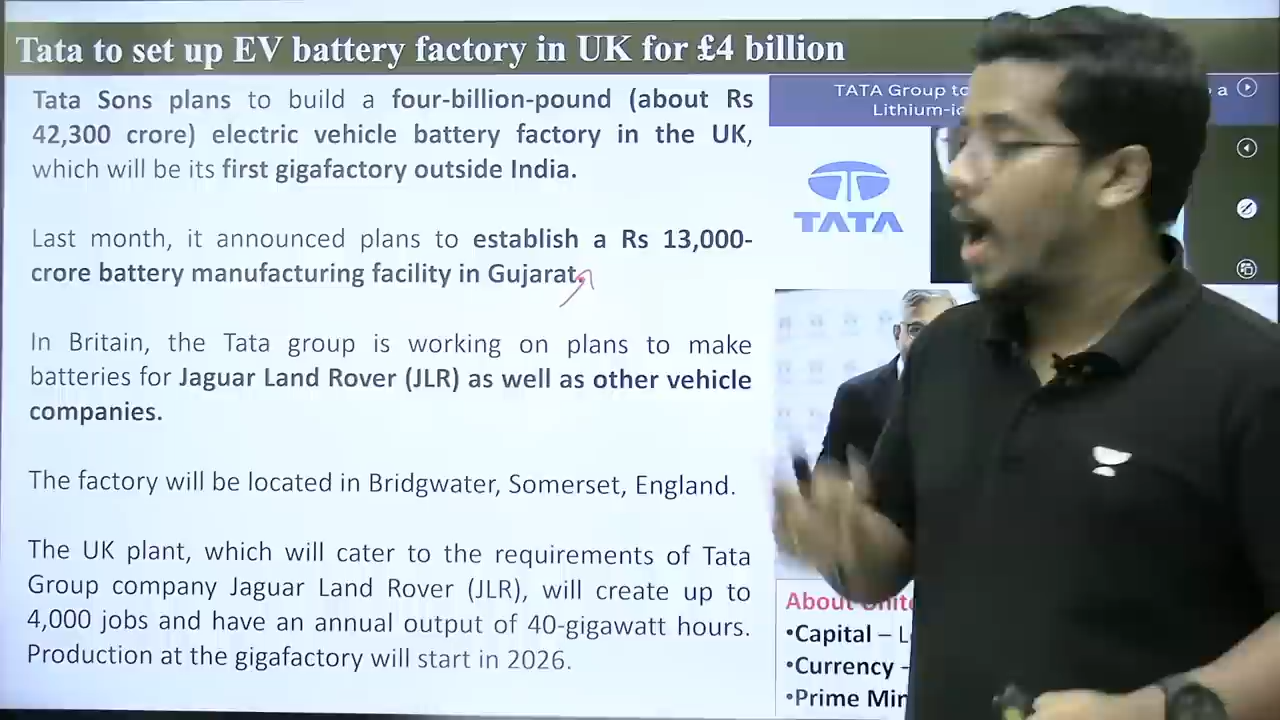 Tata to set up EV battery factory in UK for £4 billion
Tata Sons plans to build a four-billion-pound (about Rs
42,300 crore) electric vehicle battery factory in the UK,
which will be its first gigafactory outside India.
Last month, it announced plans to establish a Rs 13,000-
crore battery manufacturing facility in Gujarat.
In Britain, the Tata group is working on plans to make
batteries for Jaguar Land Rover (JLR) as well as other vehicle
companies.
The factory will be located in Bridgwater, Somerset, England.
The UK plant, which will cater to the requirements of Tata
Group company Jaguar Land Rover (JLR), will create up to
4,000 jobs and have an annual output of 40-gigawatt hours.
Production at the gigafactory will start in 2026.
TATA Group to a
TATA
About
•Capital –
•Currency -
•Prime